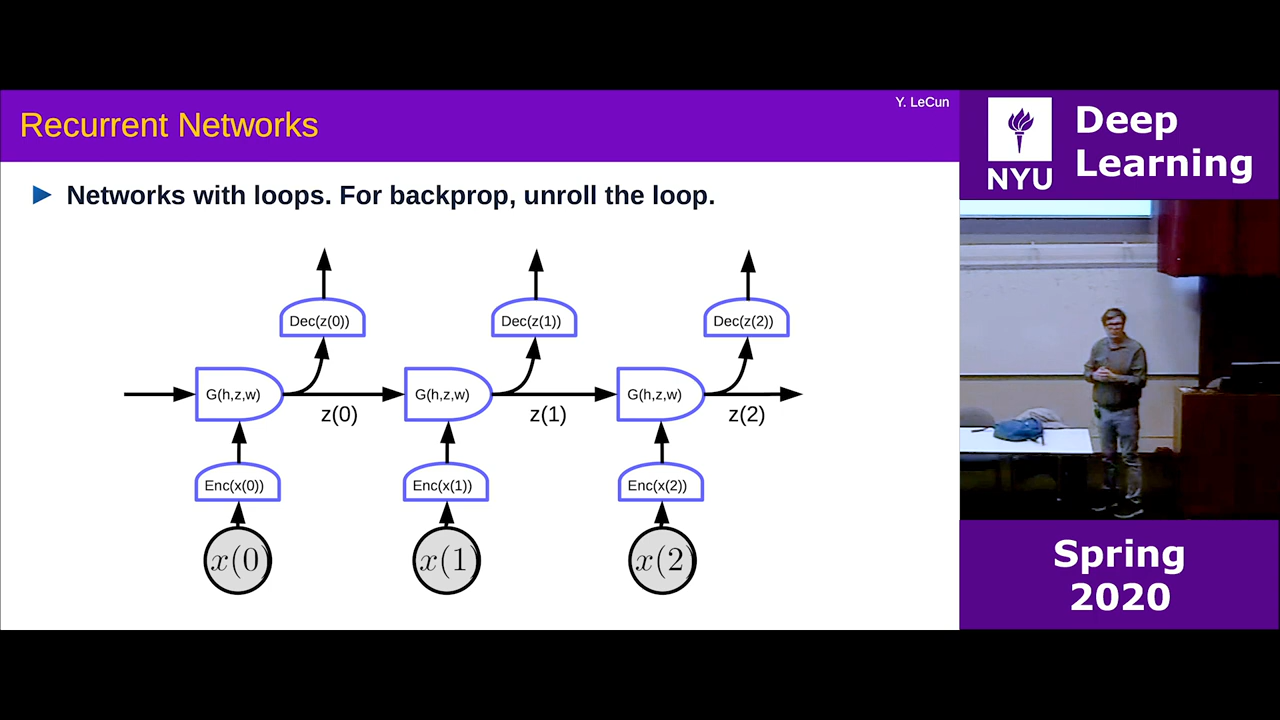 Y. LeCun
Recurrent Networks
Networks with loops. For backprop, unroll the loop.
Dec(z(0)) Dec(z(1)) Dec(z(2))
G(h,z,w) G(h,z,w) G(h,z,w)
z(0) z(1) z(2)
Enc(x(0)) Enc(x(1)) Enc(x(2))
x(0) x(1) x(2)
NYU
Deep
Learning
Spring
2020